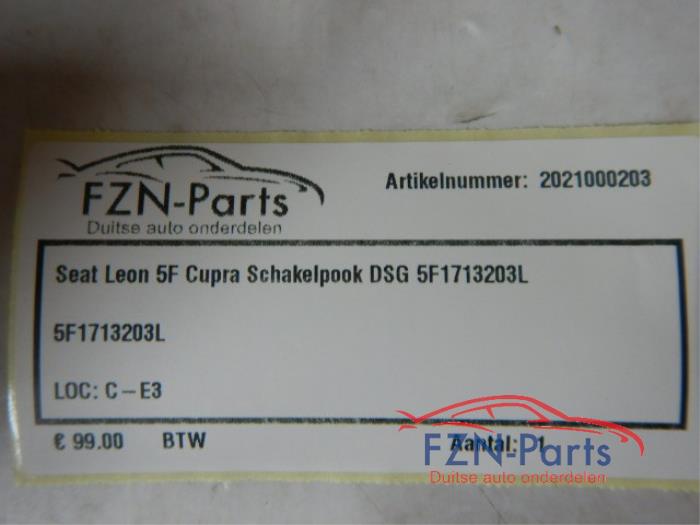 FZN-Parts
Duitse auto onderdelen
Artikelnummer: 2021000203
Seat Leon 5F Cupra Schakelpook DSG 5F1713203L
5F1713203L
LOC: C-E3
€ 99.00 BTW Aantal: 1
FZN-Parts
Duitse auto onderdelen